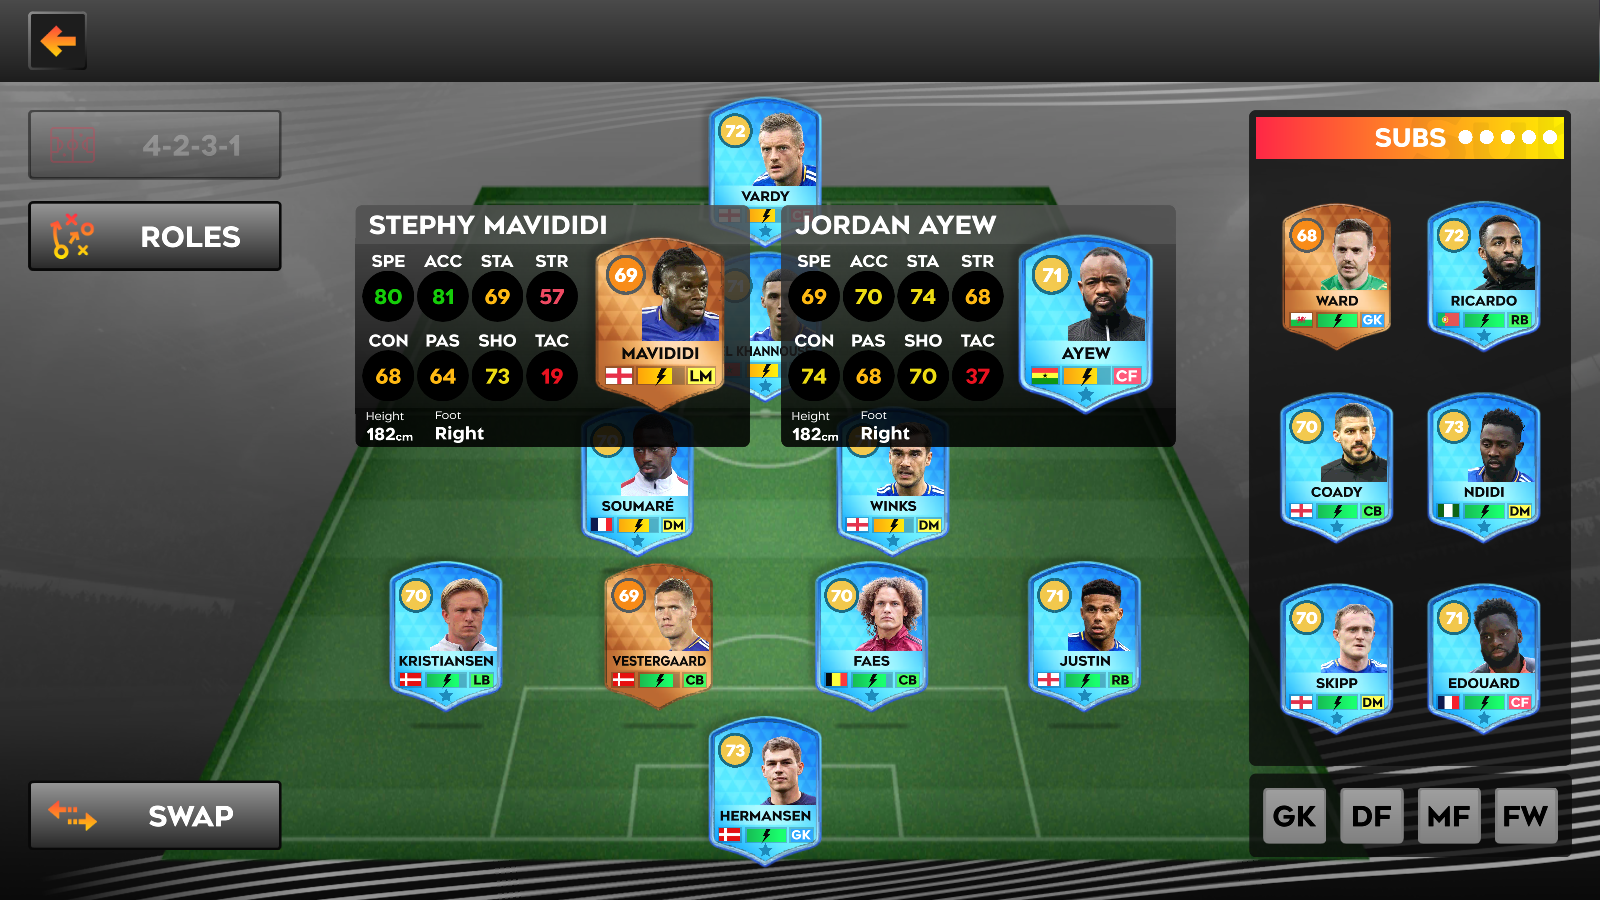 4-2-3-1
ROLES
SWAP
72
VARDY
STEPHY MAVIDIDI
SPE ACC STA STR
80 81 69 57
CON PAS SHO TAC
68 64 73 19
Height Foot
182cm Right
69
MAVIDIDI
LM
71
EL KHANNOUS
JORDAN AYEW
SPE ACC STA STR
69 70 74 68
CON PAS SHO TAC
74 68 70 37
Height Foot
182cm Right
71
AYEW
CF
70
SOUMARÉ
DM
WINKS
DM
70
KRISTIANSEN
LB
69
VESTERGAARD
CB
70
FAES
CB
71
JUSTIN
RB
73
HERMANSEN
GK
SUBS
68
WARD
GK
72
RICARDO
RB
70
COADY
CB
73
NDIDI
DM
70
SKIPP
DM
71
EDOUARD
CF
GK DF MF FW